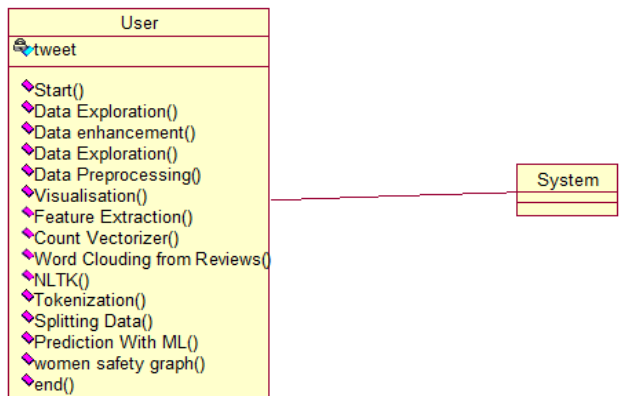 User
tweet
Start()
Data Exploration()
Data enhancement()
Data Exploration()
Data Preprocessing()
Visualisation()
Feature Extraction()
Count Vectorizer()
Word Clouding from Reviews()
NLTK()
Tokenization()
Splitting Data()
Prediction With ML()
women safety graph()
end()
System